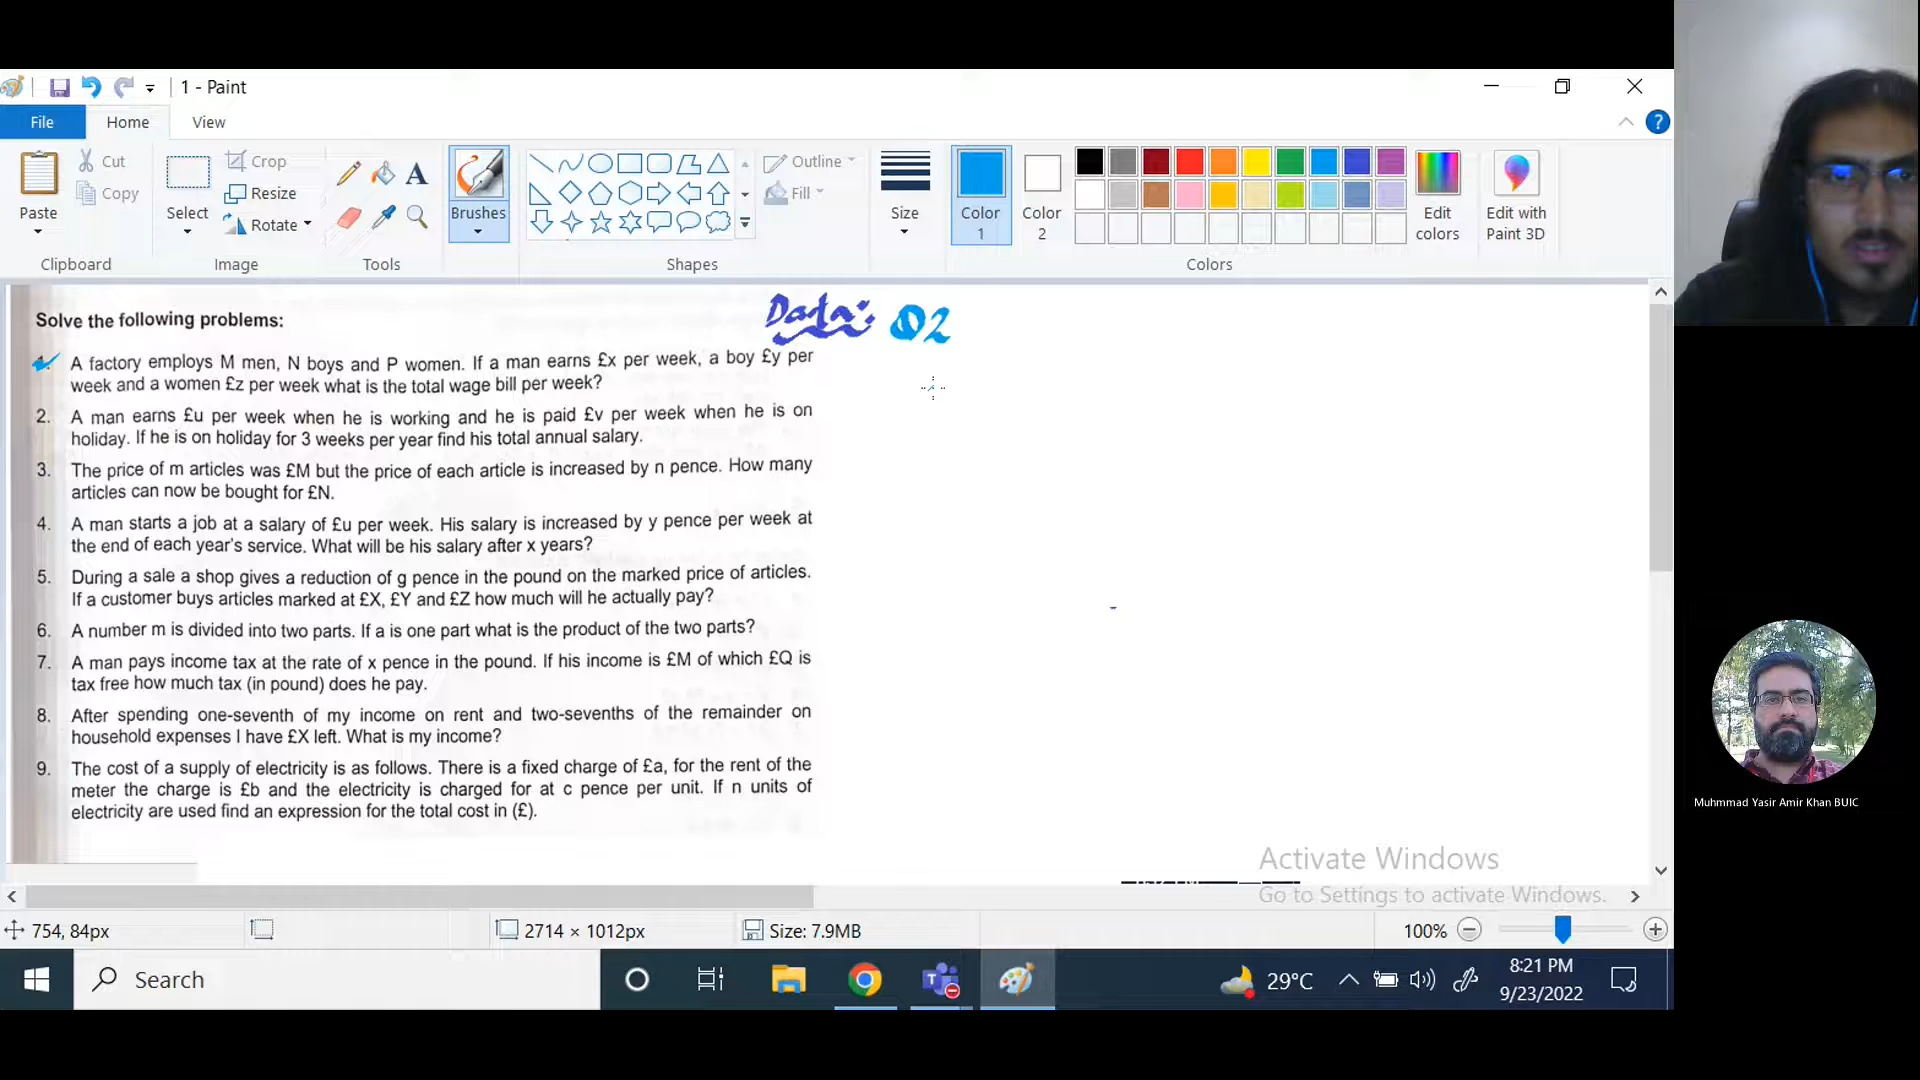 1 - Paint
File
Home
View
Paste
Cut
Copy
Clipboard
Select
Crop
Resize
Rotate
Image
Tools
Brushes
Shapes
Outline
Fill
Size
Color 1
Color 2
Edit colors
Edit with Paint 3D
Colors
Data: Q2
Solve the following problems:
1. A factory employs M men, N boys and P women. If a man earns £x per week, a boy £y per
week and a women £z per week what is the total wage bill per week?
2. A man earns £u per week when he is working and he is paid £v per week when he is on
holiday. If he is on holiday for 3 weeks per year find his total annual salary.
3. The price of m articles was £M but the price of each article is increased by n pence. How many
articles can now be bought for £N.
4. A man starts a job at a salary of £u per week. His salary is increased by y pence per week at
the end of each year's service. What will be his salary after x years?
5. During a sale a shop gives a reduction of g pence in the pound on the marked price of articles.
If a customer buys articles marked at £X, £Y and £Z how much will he actually pay?
6. A number m is divided into two parts. If a is one part what is the product of the two parts?
7. A man pays income tax at the rate of x pence in the pound. If his income is £M of which £Q is
tax free how much tax (in pound) does he pay.
8. After spending one-seventh of my income on rent and two-sevenths of the remainder on
household expenses I have £X left. What is my income?
9. The cost of a supply of electricity is as follows. There is a fixed charge of £a, for the rent of the
meter the charge is £b and the electricity is charged for at c pence per unit. If n units of
electricity are used find an expression for the total cost in (£).
Muhmmad Yasir Amir Khan BUIC
Activate Windows
Go to Settings to activate Windows.
754, 84px
2714 × 1012px
Size: 7.9MB
100%
Search
29°C
8:21 PM
9/23/2022